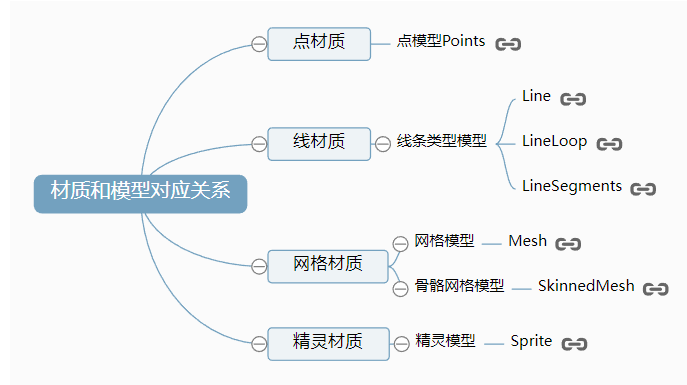 点材质
点模型Points
线材质
线条类型模型
Line
LineLoop
LineSegments
材质和模型对应关系
网格材质
网格模型
Mesh
骨骼网格模型
SkinnedMesh
精灵材质
精灵模型
Sprite